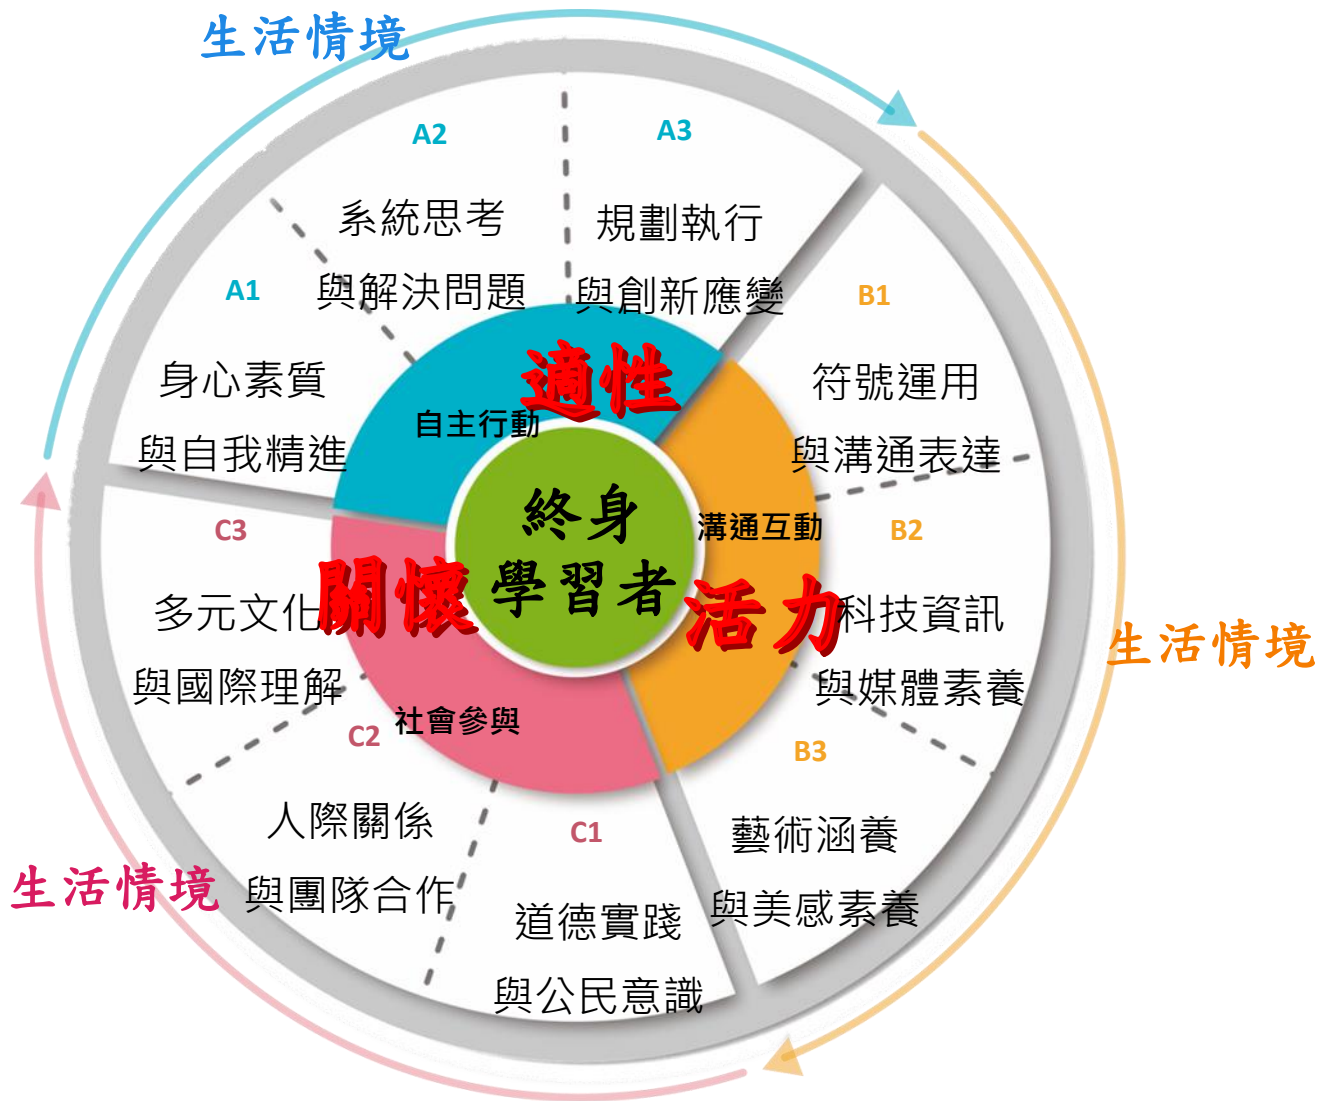 生活情境
A2
系統思考
與解決問題
A3
規劃執行
與創新應變
A1
身心素質
與自我精進
B1
符號運用
與溝通表達
適性
自主行動
終身
學習者
溝通互動
C3
多元文化
與國際理解
關懷
活力
B2
科技資訊
與媒體素養
生活情境
C2
人際關係
與團隊合作
社會參與
B3
藝術涵養
與美感素養
C1
道德實踐
與公民意識
生活情境